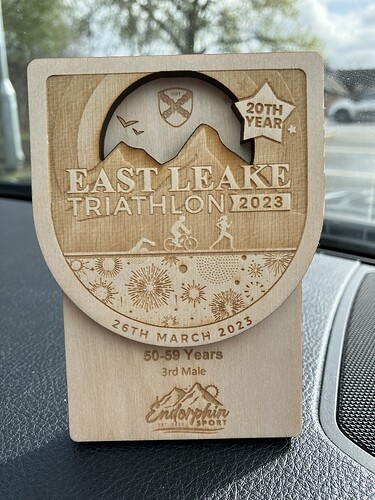 20TH
YEAR
EAST LEAKE
TRIATHLON 2023
26TH MARCH 2023
50-59 Years
3rd Male
Endorphin
SPORT